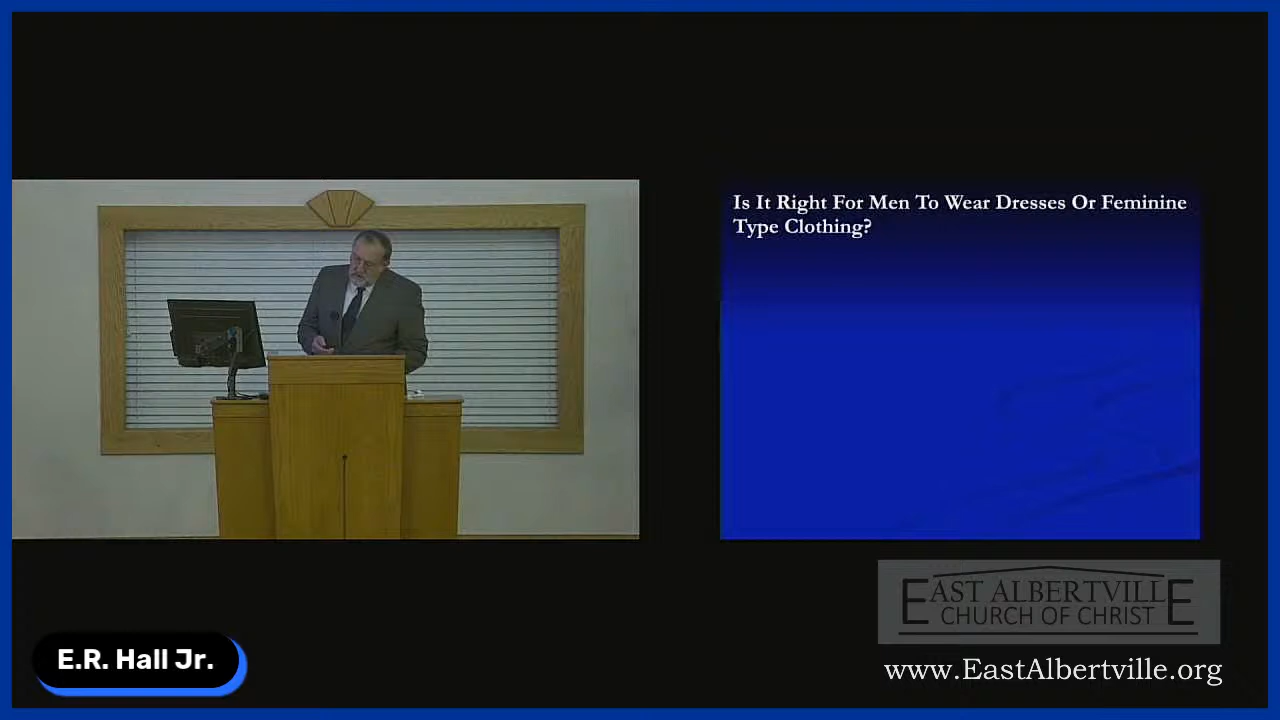 Is It Right For Men To Wear Dresses Or Feminine
Type Clothing?
EAST ALBERTVILLE
CHURCH OF CHRIST
E.R. Hall Jr.
www.EastAlbertville.org